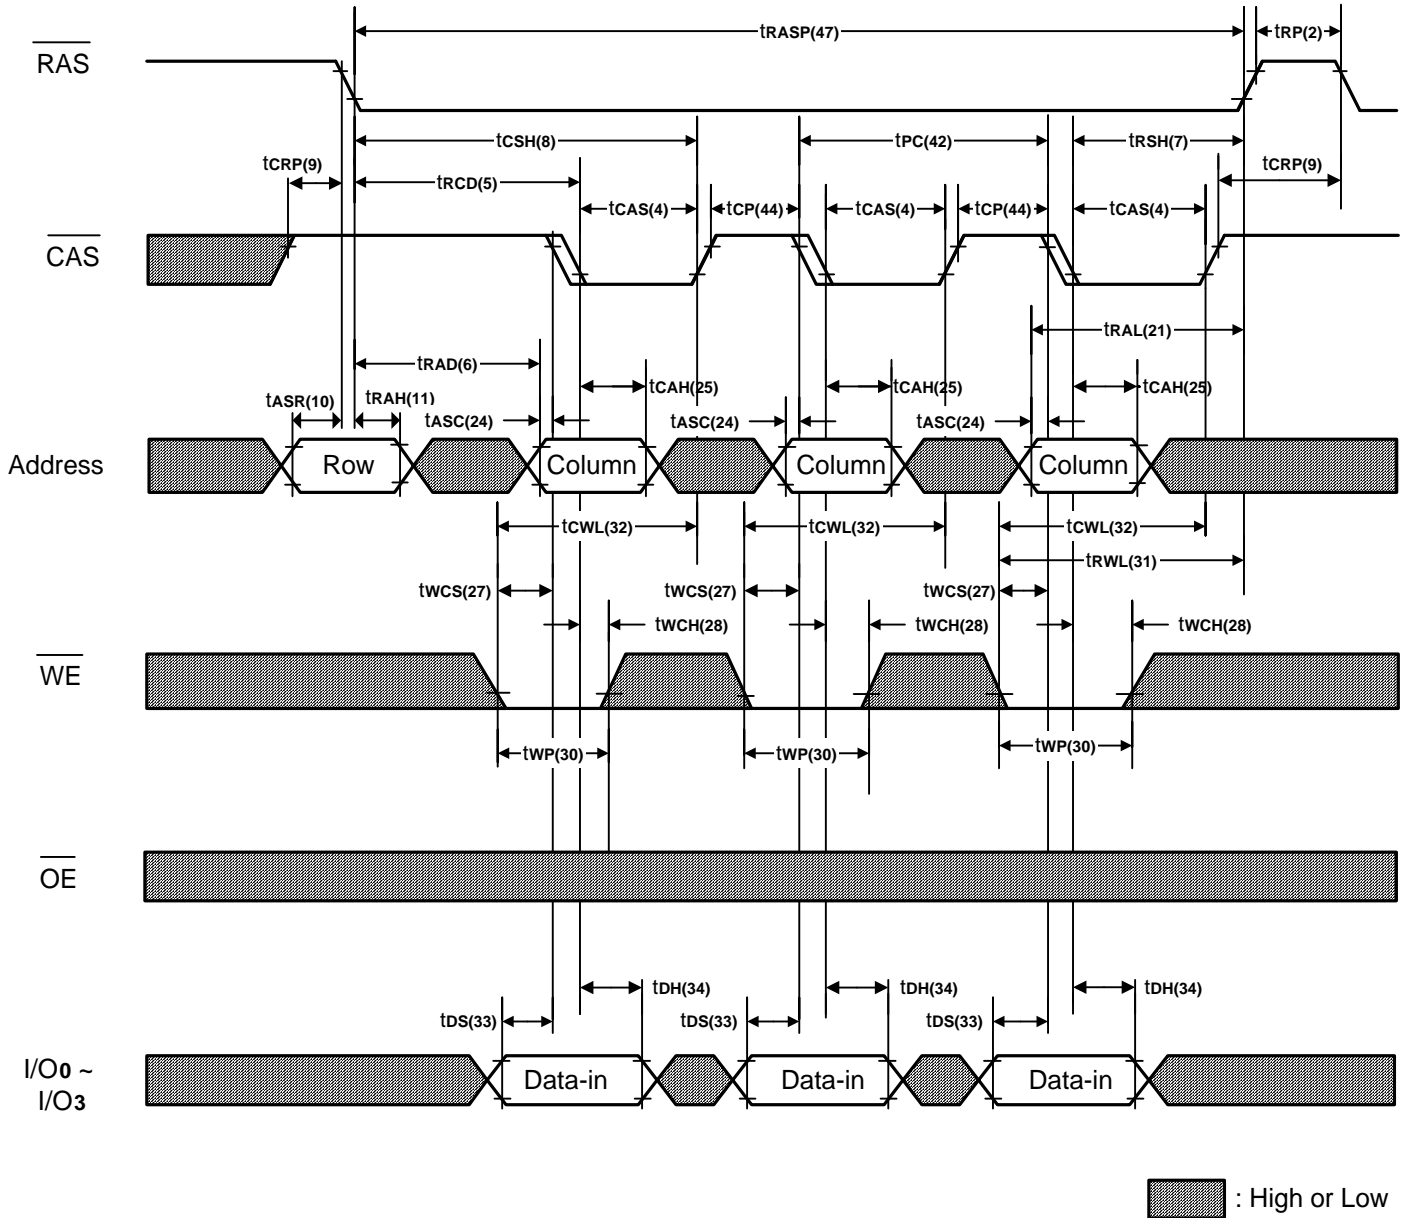 tRASP(47) tRP(2)
RAS
tCSH(8) tPC(42) tRSH(7)
tCRP(9) tRCD(5) tCRP(9)
tCAS(4) tCP(44) tCAS(4) tCP(44) tCAS(4)
CAS
tRAL(21)
tRAD(6)
tCAH(25) tCAH(25) tCAH(25)
tASR(10) tRAH(11) tASC(24) tASC(24) tASC(24)
Address Row Column Column Column
tCWL(32) tCWL(32) tCWL(32)
tRWL(31)
tWCS(27) tWCS(27) tWCS(27)
tWCH(28) tWCH(28) tWCH(28)
WE
tWP(30) tWP(30) tWP(30)
OE
tDH(34) tDH(34) tDH(34)
tDS(33) tDS(33) tDS(33)
I/O0 ~
I/O3
Data-in Data-in Data-in
: High or Low